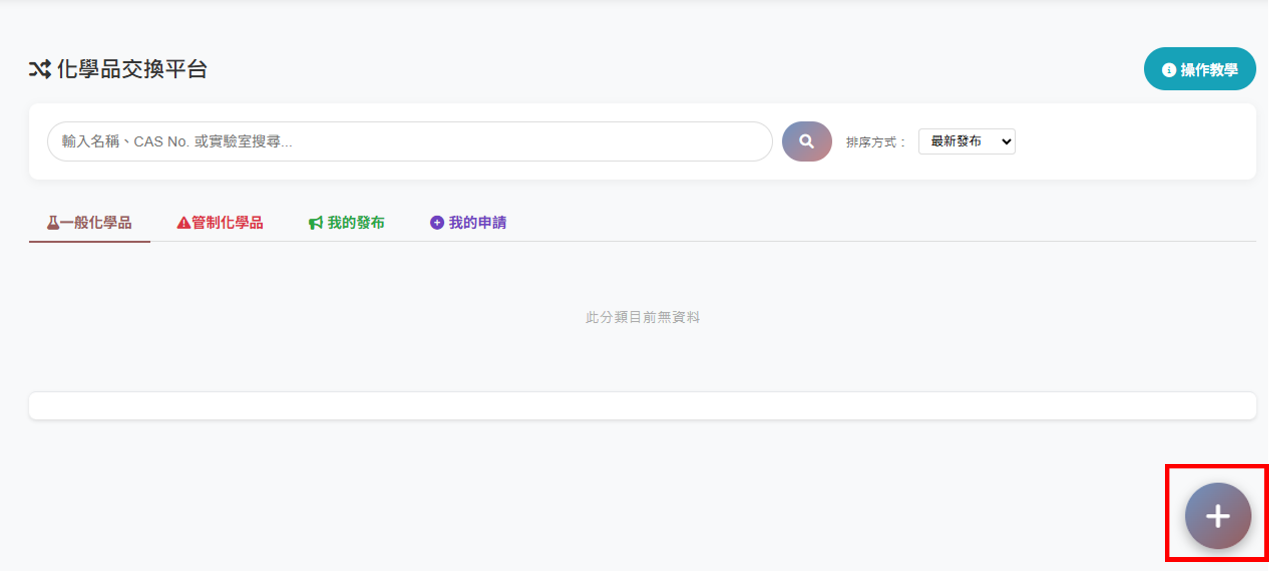 化學品交換平台
操作教學
輸入名稱、CAS No. 或實驗室搜尋...
排序方式：
最新發布
一般化學品
管制化學品
我的發布
我的申請
此分類目前無資料